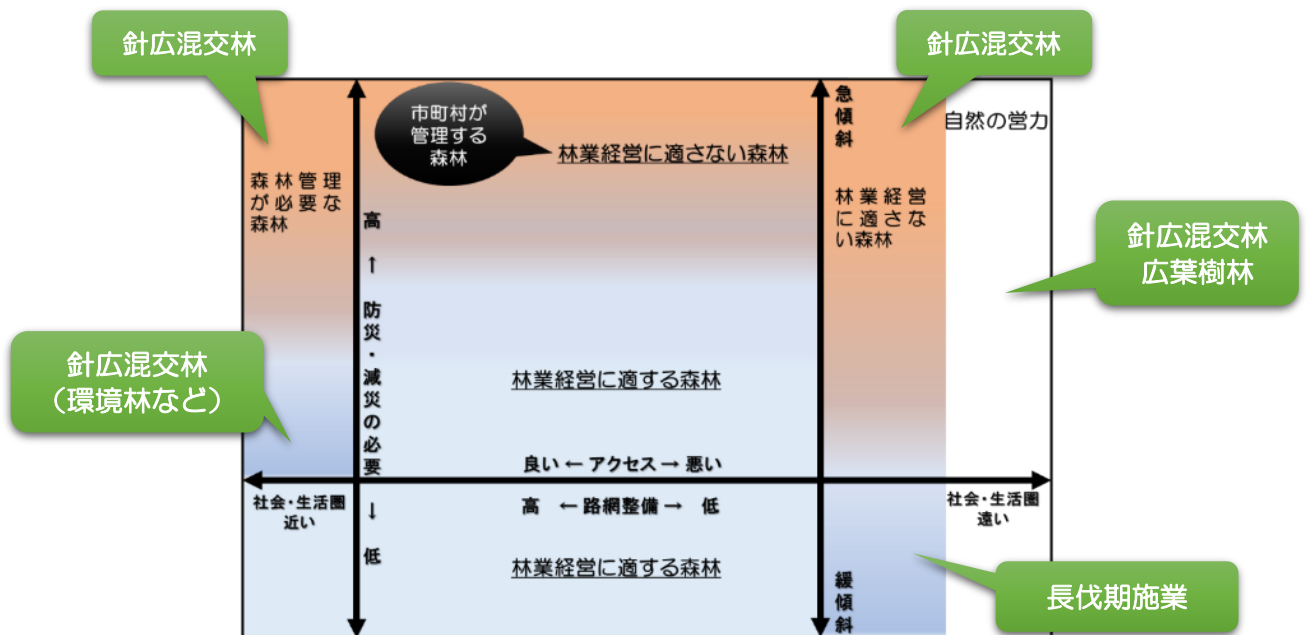 針広混交林
針広混交林
市町村が
管理する
森林
林業経営に適さない森林
急傾斜
自然の営力
森林管理
が必要な
森林
林業経営
に適さな
い森林
針広混交林
広葉樹林
高 ↑ 防災・減災の必要 ↓ 低
針広混交林
（環境林など）
林業経営に適する森林
良い ← アクセス → 悪い
社会・生活圏
近い
高 ← 路網整備 → 低
社会・生活圏
遠い
林業経営に適する森林
緩傾斜
長伐期施業